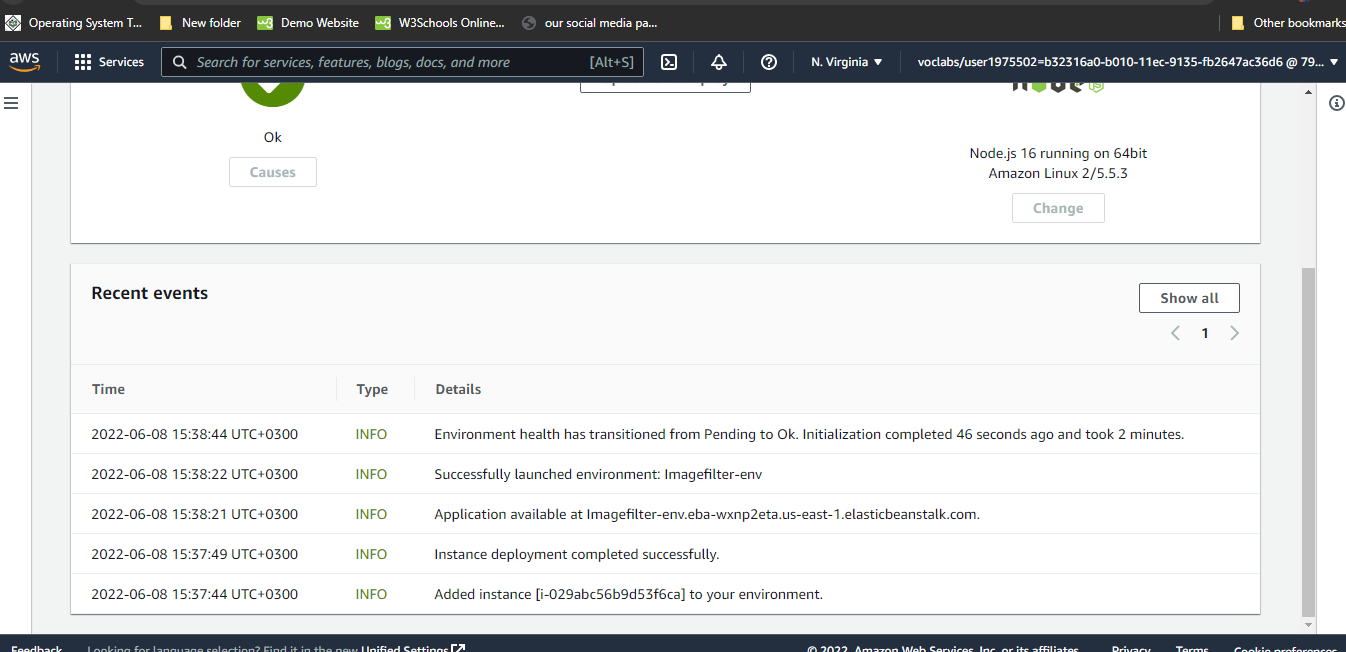 Operating System T...
New folder
Demo Website
W3Schools Online...
our social media pa...
Other bookmarks
aws
Services
Search for services, features, blogs, docs, and more
[Alt+S]
N. Virginia
voclabs/user1975502=b32316a0-b010-11ec-9135-fb2647ac36d6 @ 79...
Ok
Causes
Node.js 16 running on 64bit
Amazon Linux 2/5.5.3
Change
Recent events
Show all
1
Time Type Details
2022-06-08 15:38:44 UTC+0300 INFO Environment health has transitioned from Pending to Ok. Initialization completed 46 seconds ago and took 2 minutes.
2022-06-08 15:38:22 UTC+0300 INFO Successfully launched environment: Imagefilter-env
2022-06-08 15:38:21 UTC+0300 INFO Application available at Imagefilter-env.eba-wxnp2eta.us-east-1.elasticbeanstalk.com.
2022-06-08 15:37:49 UTC+0300 INFO Instance deployment completed successfully.
2022-06-08 15:37:44 UTC+0300 INFO Added instance [i-029abc56b9d53f6ca] to your environment.
Feedback
Looking for language selection? Find it in the new Unified Settings
© 2022, Amazon Web Services, Inc. or its affiliates.
Privacy
Terms
Cookie preferences